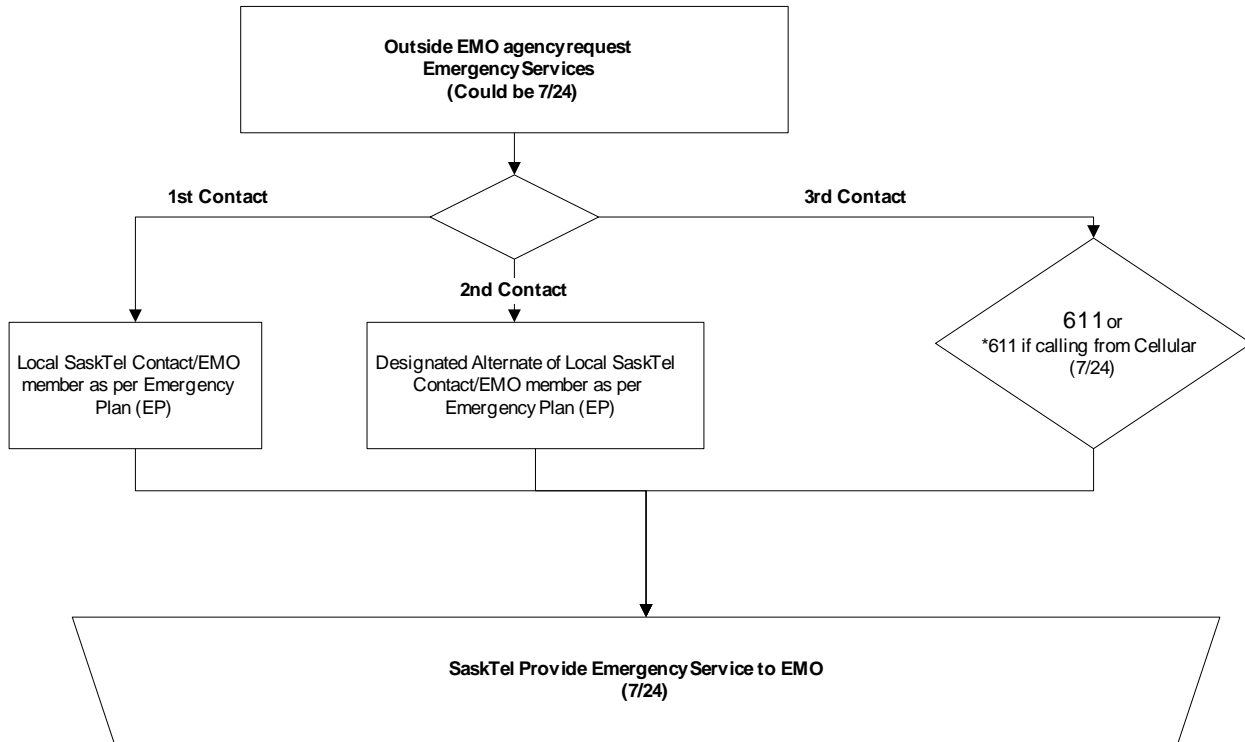 Outside EMO agency request
Emergency Services
(Could be 7/24)
1st Contact
3rd Contact
2nd Contact
Local SaskTel Contact/EMO
member as per Emergency
Plan (EP)
Designated Alternate of Local SaskTel
Contact/EMO member as per
Emergency Plan (EP)
611 or
*611 if calling from Cellular
(7/24)
SaskTel Provide Emergency Service to EMO
(7/24)